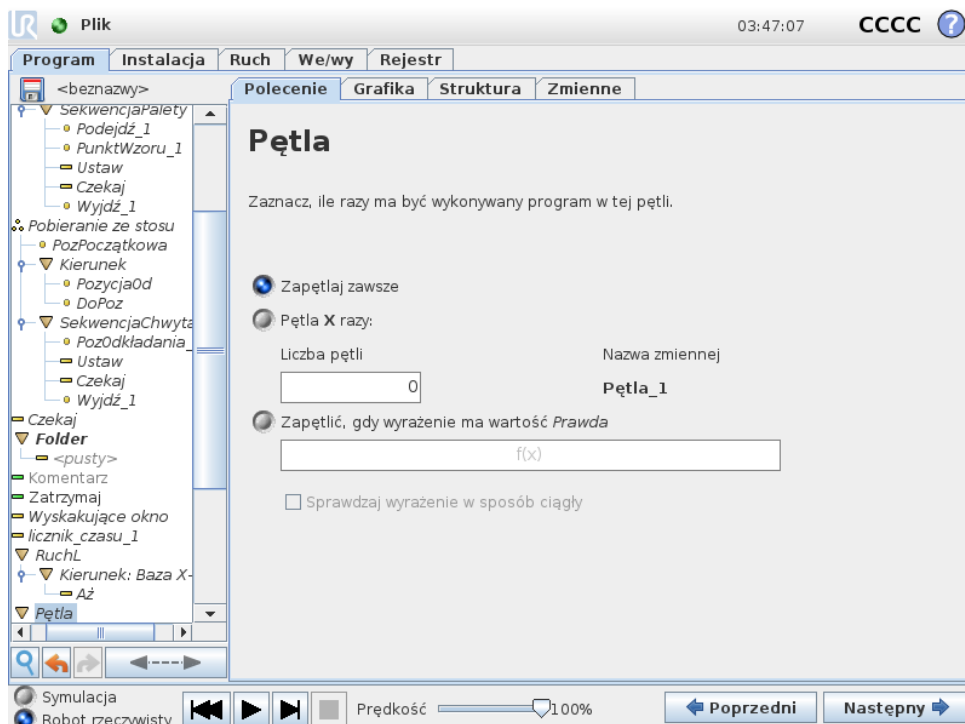 UR Plik 03:47:07 CCCC ?
Program Instalacja Ruch We/wy Rejestr
<beznazwy> Polecenie Grafika Struktura Zmienne
SekwencjaPalety
Podejdź_1
PunktWzoru_1
Ustaw
Czekaj
Wyjdź_1
Pobieranie ze stosu
PozPoczątkowa
Kierunek
PozycjaOd
DoPoz
SekwencjaChwyta
PozOdkładania_
Ustaw
Czekaj
Wyjdź_1
Czekaj
Folder
<pusty>
Komentarz
Zatrzymaj
Wyskakujące okno
licznik_czasu_1
RuchL
Kierunek: Baza X-
Aż
Pętla
Pętla
Zaznacz, ile razy ma być wykonywany program w tej pętli.
Zapętlaj zawsze
Pętla X razy:
Liczba pętli Nazwa zmiennej
0 Pętla_1
Zapętlić, gdy wyrażenie ma wartość Prawda
f(x)
Sprawdzaj wyrażenie w sposób ciągły
Symulacja
Robot rzeczywisty
Prędkość 100% Poprzedni Następny